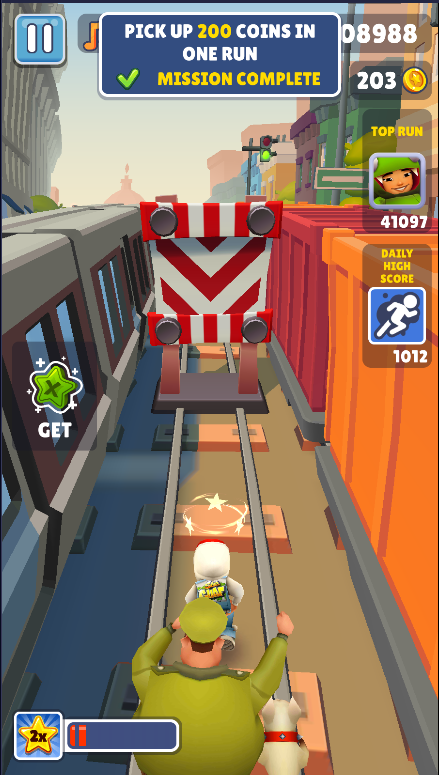 PICK UP 200 COINS IN
ONE RUN
MISSION COMPLETE
08988
203
TOP RUN
41097
DAILY
HIGH
SCORE
1012
GET
2x